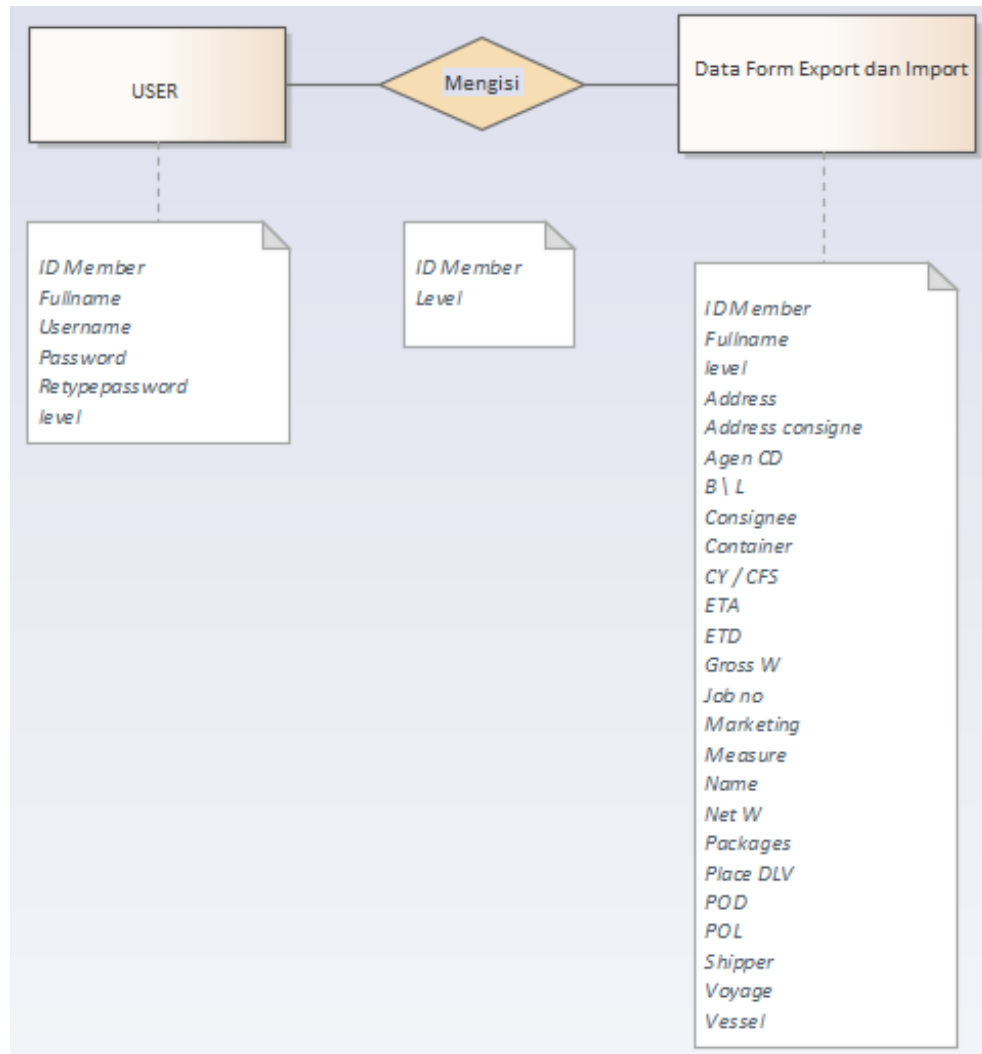 USER
Mengisi
Data Form Export dan Import
ID Member
Fullname
Username
Password
Retypepassword
level
ID Member
Level
IDMember
Fullname
level
Address
Address consigne
Agen CD
B \ L
Consignee
Container
CY / CFS
ETA
ETD
Gross W
Job no
Marketing
Measure
Name
Net W
Packages
Place DLV
POD
POL
Shipper
Voyage
Vessel